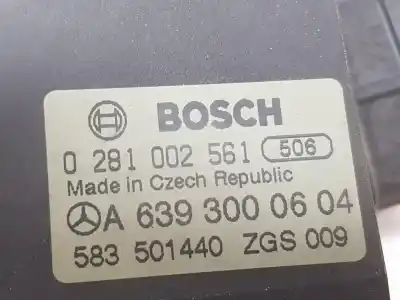 BOSCH
0 281 002 561 506
Made in Czech Republic
A 639 300 06 04
583 501440 ZGS 009